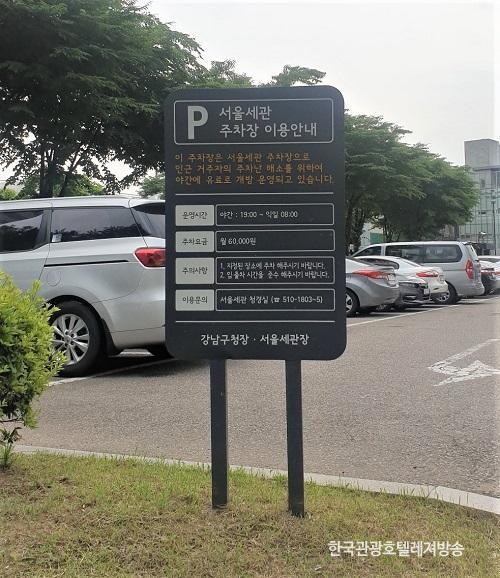 P 서울세관
주차장 이용안내
이 주차장은 서울세관 주차장으로
인근 거주자의 주차난 해소를 위하여
야간에 유료로 개방 운영되고 있습니다.
운영시간 야간 : 19:00 ~ 익일 08:00
주차요금 월 60,000원
주의사항 1. 지정된 장소에 주차 해주시기 바랍니다.
2. 입·출차 시간을 준수 해주시기 바랍니다.
이용문의 서울세관 청경실 (☎ 510-1803~5)
강남구청장 · 서울세관장
한국관광호텔레저방송